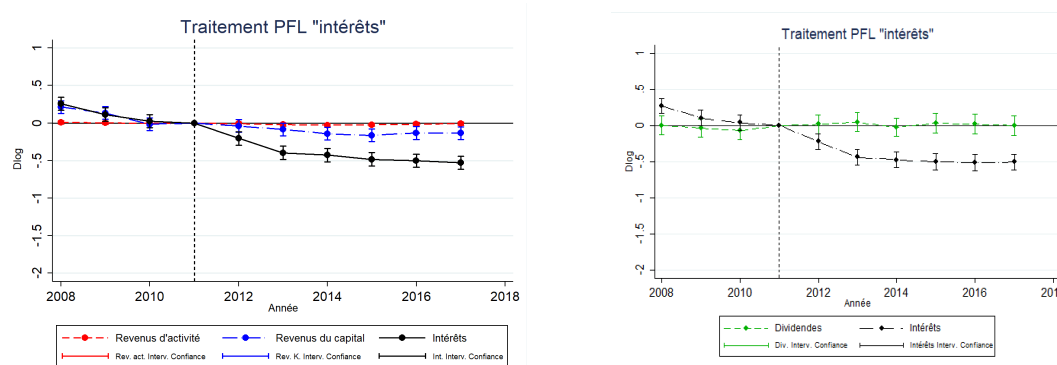 Traitement PFL "intérêts"
1
.5
0
-.5
-1
-1.5
-2
Dlog
2008 2010 2012 2014 2016 2018
Année
Revenus d'activité Revenus du capital Intérêts
Rev. act. Interv. Confiance Rev. K. Interv. Confiance Int. Interv. Confiance
Traitement PFL "intérêts"
1
.5
0
-.5
-1
-1.5
-2
Dlog
2008 2010 2012 2014 2016 201
Année
Dividendes Intérêts
Div. Interv. Confiance Intérêts Interv. Confiance